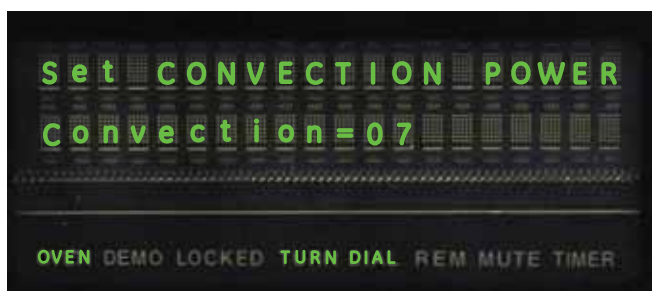 Set CONVECTION POWER
Convection=07
OVEN DEMO LOCKED TURN DIAL REM MUTE TIMER